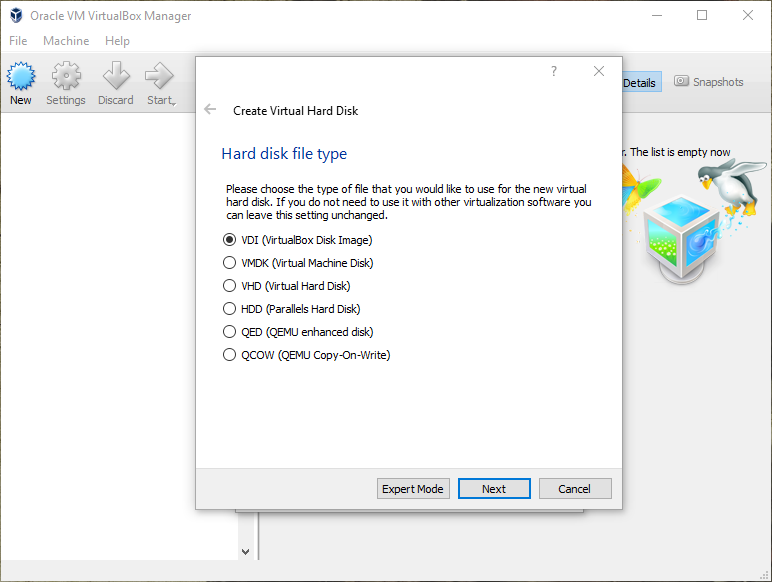 Oracle VM VirtualBox Manager
File Machine Help
New Settings Discard Start
Details Snapshots
r. The list is empty now
?
Create Virtual Hard Disk
Hard disk file type
Please choose the type of file that you would like to use for the new virtual
hard disk. If you do not need to use it with other virtualization software you
can leave this setting unchanged.
VDI (VirtualBox Disk Image)
VMDK (Virtual Machine Disk)
VHD (Virtual Hard Disk)
HDD (Parallels Hard Disk)
QED (QEMU enhanced disk)
QCOW (QEMU Copy-On-Write)
Expert Mode Next Cancel